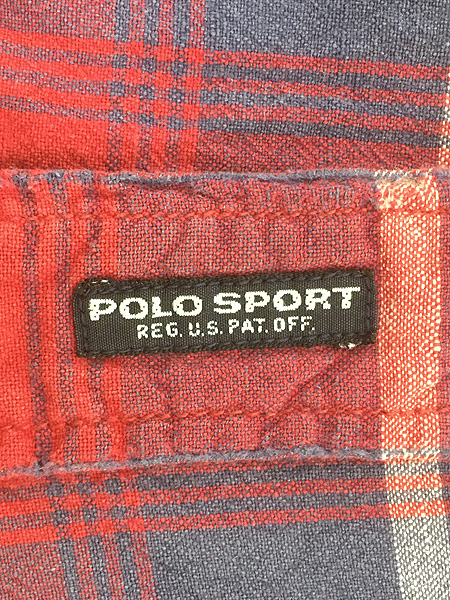 POLO SPORT
REG. U.S. PAT. OFF.